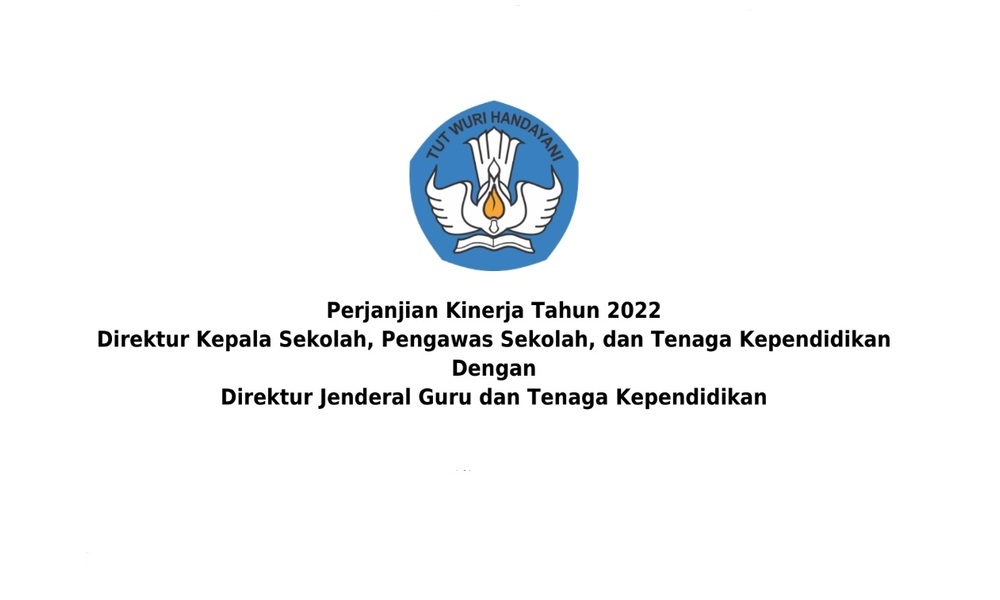 TUT WURI HANDAYANI
Perjanjian Kinerja Tahun 2022
Direktur Kepala Sekolah, Pengawas Sekolah, dan Tenaga Kependidikan
Dengan
Direktur Jenderal Guru dan Tenaga Kependidikan